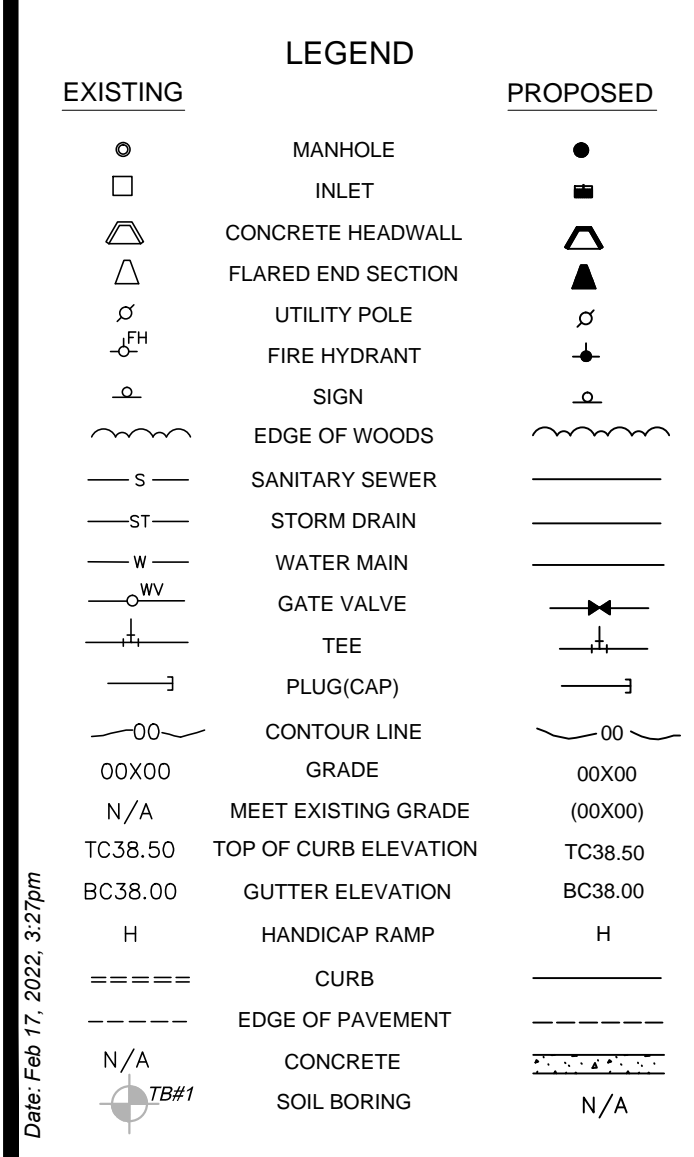 LEGEND
EXISTING PROPOSED
MANHOLE
INLET
CONCRETE HEADWALL
FLARED END SECTION
UTILITY POLE
FH FIRE HYDRANT
SIGN
EDGE OF WOODS
S SANITARY SEWER
ST STORM DRAIN
W WATER MAIN
WV GATE VALVE
TEE
PLUG(CAP)
00 CONTOUR LINE 00
00X00 GRADE 00X00
N/A MEET EXISTING GRADE (00X00)
TC38.50 TOP OF CURB ELEVATION TC38.50
BC38.00 GUTTER ELEVATION BC38.00
H HANDICAP RAMP H
CURB
EDGE OF PAVEMENT
N/A CONCRETE
TB#1 SOIL BORING N/A
Date: Feb 17, 2022, 3:27pm